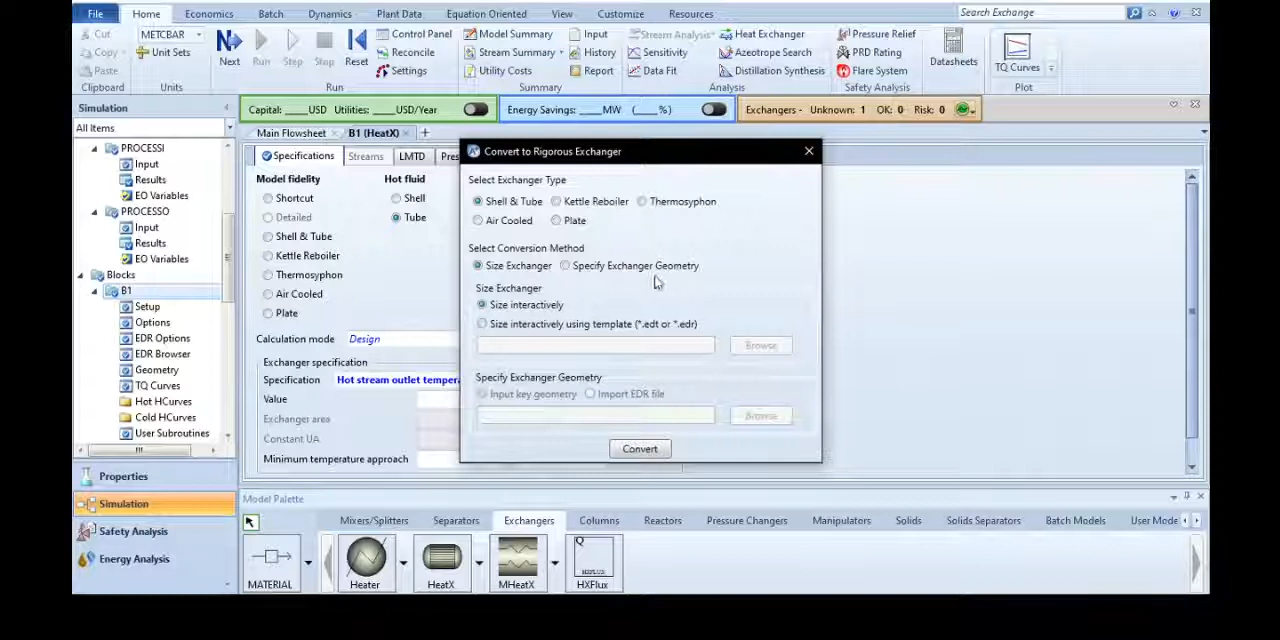 File Home Economics Batch Dynamics Plant Data Equation Oriented View Customize Resources Search Exchange
Cut METCBAR Control Panel Model Summary Input Stream Analysis Heat Exchanger Pressure Relief
Copy Unit Sets Reconcile Stream Summary History Sensitivity Azeotrope Search PRD Rating
Paste Next Run Step Stop Reset Settings Utility Costs Report Data Fit Distillation Synthesis Flare System Datasheets TQ Curves
Clipboard Units Run Summary Analysis Safety Analysis Plot
Simulation Capital: ____USD Utilities: ____USD/Year Energy Savings: ____MW (____%) Exchangers - Unknown: 1 OK: 0 Risk: 0
All Items Main Flowsheet B1 (HeatX)
PROCESSI
Input
Results
EO Variables
PROCESSO
Input
Results
EO Variables
Blocks
B1
Setup
Options
EDR Options
EDR Browser
Geometry
TQ Curves
Hot HCurves
Cold HCurves
User Subroutines
Properties
Simulation
Safety Analysis
Energy Analysis
Specifications Streams LMTD Pres
Model fidelity Hot fluid
Shortcut Shell
Detailed Tube
Shell & Tube
Kettle Reboiler
Thermosyphon
Air Cooled
Plate
Calculation mode Design
Exchanger specification
Specification Hot stream outlet tempera
Value
Exchanger area
Constant UA
Minimum temperature approach
Convert to Rigorous Exchanger
Select Exchanger Type
Shell & Tube Kettle Reboiler Thermosyphon
Air Cooled Plate
Select Conversion Method
Size Exchanger Specify Exchanger Geometry
Size Exchanger
Size interactively
Size interactively using template (*.edt or *.edr)
Browse
Specify Exchanger Geometry
Input key geometry Import EDR file
Browse
Convert
Model Palette
Mixers/Splitters Separators Exchangers Columns Reactors Pressure Changers Manipulators Solids Solids Separators Batch Models User Mode
Q
HXFLUX
MATERIAL Heater HeatX MHeatX HXFlux